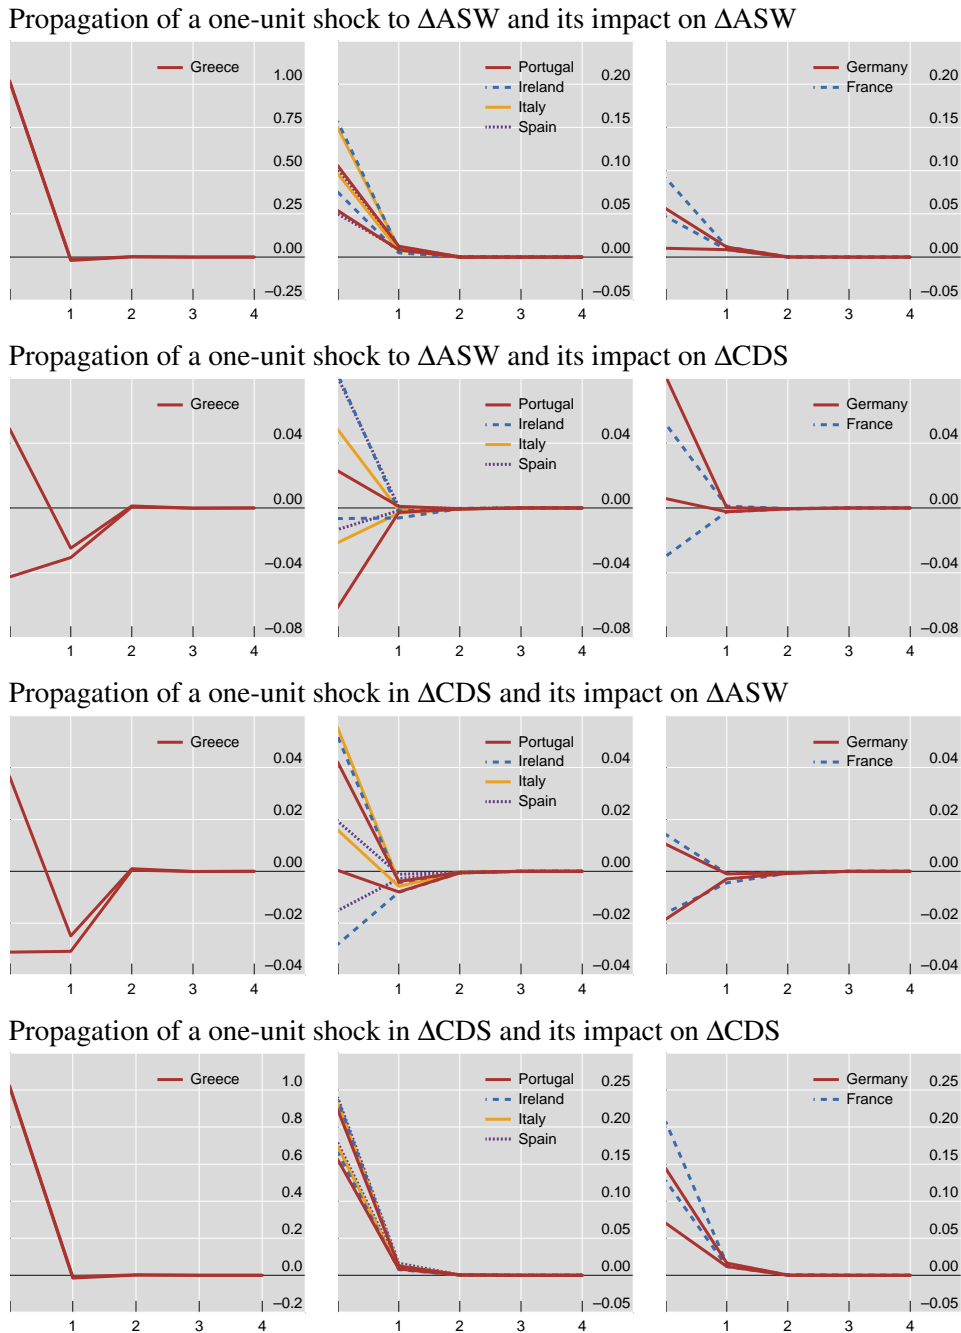 Propagation of a one-unit shock to ΔASW and its impact on ΔASW
Greece
1.00
0.75
0.50
0.25
0.00
–0.25
1 2 3 4
Portugal
Ireland
Italy
Spain
0.20
0.15
0.10
0.05
0.00
–0.05
1 2 3 4
Germany
France
0.20
0.15
0.10
0.05
0.00
–0.05
1 2 3 4
Propagation of a one-unit shock to ΔASW and its impact on ΔCDS
Greece
0.04
0.00
–0.04
–0.08
1 2 3 4
Portugal
Ireland
Italy
Spain
0.04
0.00
–0.04
–0.08
1 2 3 4
Germany
France
0.04
0.00
–0.04
–0.08
1 2 3 4
Propagation of a one-unit shock in ΔCDS and its impact on ΔASW
Greece
0.04
0.02
0.00
–0.02
–0.04
1 2 3 4
Portugal
Ireland
Italy
Spain
0.04
0.02
0.00
–0.02
–0.04
1 2 3 4
Germany
France
0.04
0.02
0.00
–0.02
–0.04
1 2 3 4
Propagation of a one-unit shock in ΔCDS and its impact on ΔCDS
Greece
1.0
0.8
0.6
0.4
0.2
0.0
–0.2
1 2 3 4
Portugal
Ireland
Italy
Spain
0.25
0.20
0.15
0.10
0.05
0.00
–0.05
1 2 3 4
Germany
France
0.25
0.20
0.15
0.10
0.05
0.00
–0.05
1 2 3 4